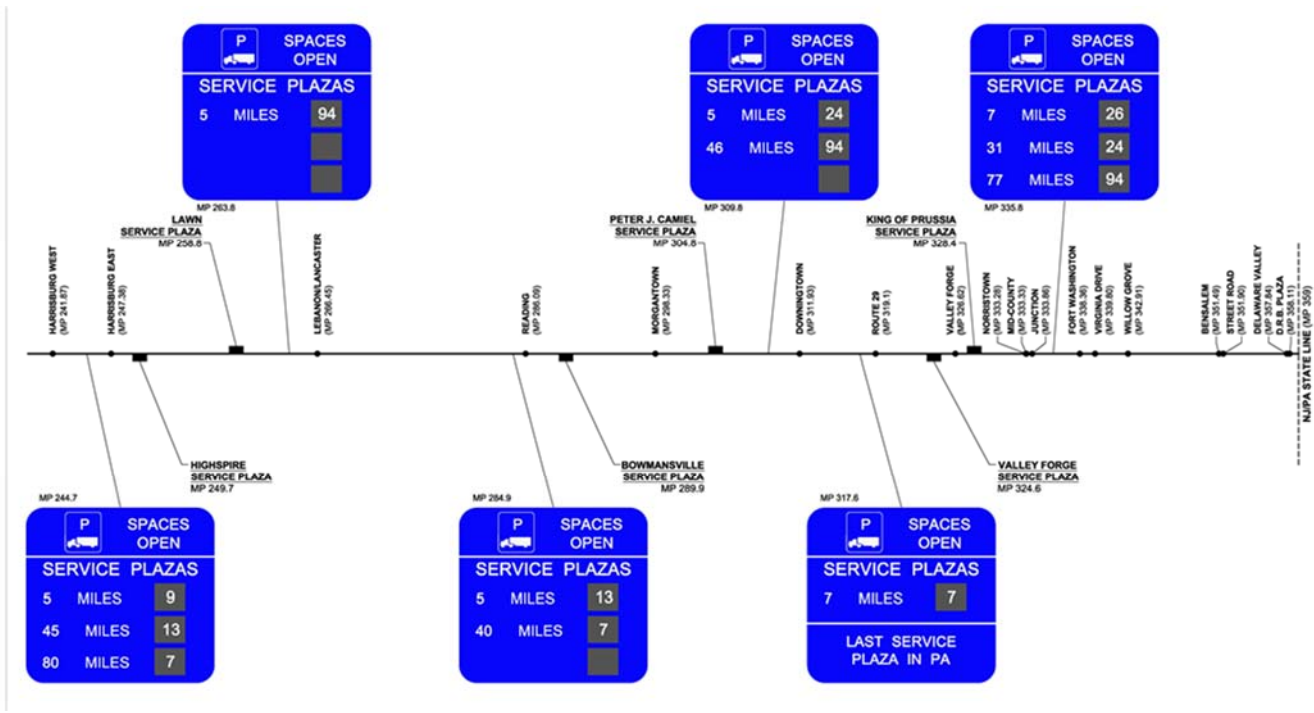 P
SPACES
OPEN
SERVICE PLAZAS
5 MILES 94
P
SPACES
OPEN
SERVICE PLAZAS
5 MILES 24
46 MILES 94
P
SPACES
OPEN
SERVICE PLAZAS
7 MILES 26
31 MILES 24
77 MILES 94
MP 263.8
MP 309.8
MP 335.8
LAWN
SERVICE PLAZA
MP 258.8
PETER J. CAMIEL
SERVICE PLAZA
MP 304.8
KING OF PRUSSIA
SERVICE PLAZA
MP 328.4
HARRISBURG WEST
(MP 241.87)
HARRISBURG EAST
(MP 247.38)
LEBANON/LANCASTER
(MP 266.45)
READING
(MP 286.09)
MORGANTOWN
(MP 298.33)
DOWNINGTOWN
(MP 311.93)
ROUTE 29
(MP 319.1)
VALLEY FORGE
(MP 326.62)
NORRISTOWN
(MP 333.28)
MID-COUNTY
(MP 333.33)
JUNCTION
(MP 333.86)
FORT WASHINGTON
(MP 338.36)
VIRGINIA DRIVE
(MP 339.80)
WILLOW GROVE
(MP 342.91)
BENSALEM
(MP 351.49)
STREET ROAD
(MP 351.90)
DELAWARE VALLEY
(MP 357.84)
D.R.B. PLAZA
(MP 358.11)
NJ/PA STATE LINE (MP 359)
HIGHSPIRE
SERVICE PLAZA
MP 249.7
BOWMANSVILLE
SERVICE PLAZA
MP 289.9
VALLEY FORGE
SERVICE PLAZA
MP 324.6
MP 244.7
MP 284.9
MP 317.6
P
SPACES
OPEN
SERVICE PLAZAS
5 MILES 9
45 MILES 13
80 MILES 7
P
SPACES
OPEN
SERVICE PLAZAS
5 MILES 13
40 MILES 7
P
SPACES
OPEN
SERVICE PLAZAS
7 MILES 7
LAST SERVICE
PLAZA IN PA